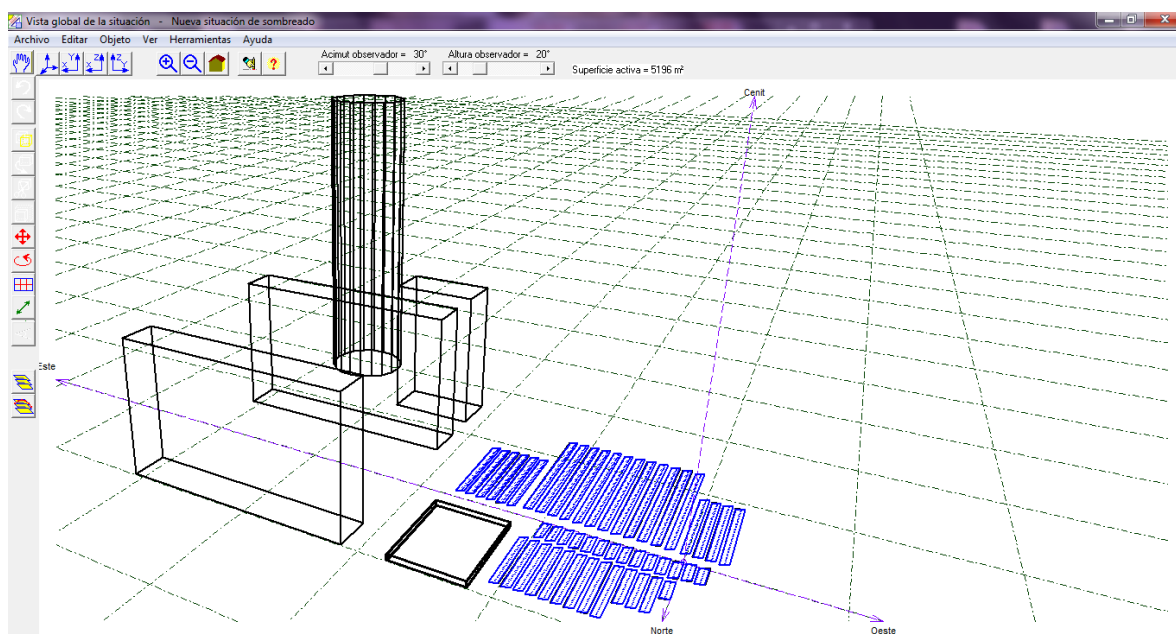 Vista global de la situación - Nueva situación de sombreado
Archivo Editar Objeto Ver Herramientas Ayuda
Acimut observador = 30° Altura observador = 20°
Superficie activa = 5196 m²
Cenit
Este
Norte
Oeste